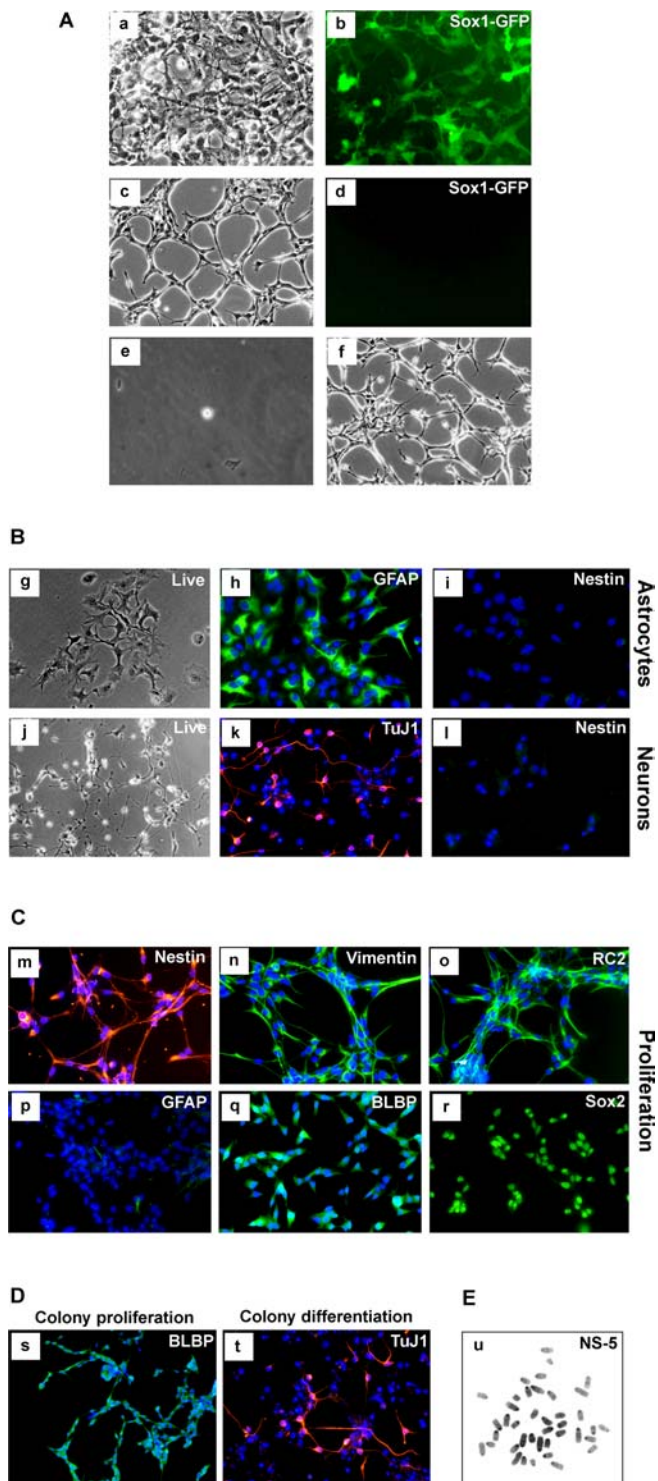 A
a
b Sox1-GFP
c
d Sox1-GFP
e
f
B
g Live
h GFAP
i Nestin
Astrocytes
j Live
k TuJ1
l Nestin
Neurons
C
m Nestin
n Vimentin
o RC2
p GFAP
q BLBP
r Sox2
Proliferation
D
E
Colony proliferation
Colony differentiation
s BLBP
t TuJ1
u NS-5